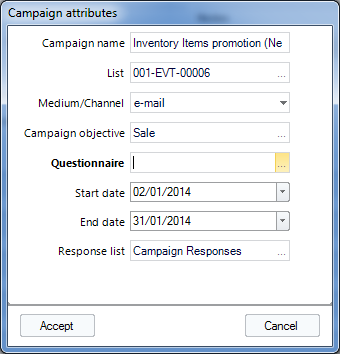 Campaign attributes
Campaign name Inventory Items promotion (Ne
List 001-EVT-00006 ...
Medium/Channel e-mail
Campaign objective Sale ...
Questionnaire ...
Start date 02/01/2014
End date 31/01/2014
Response list Campaign Responses ...
Accept Cancel